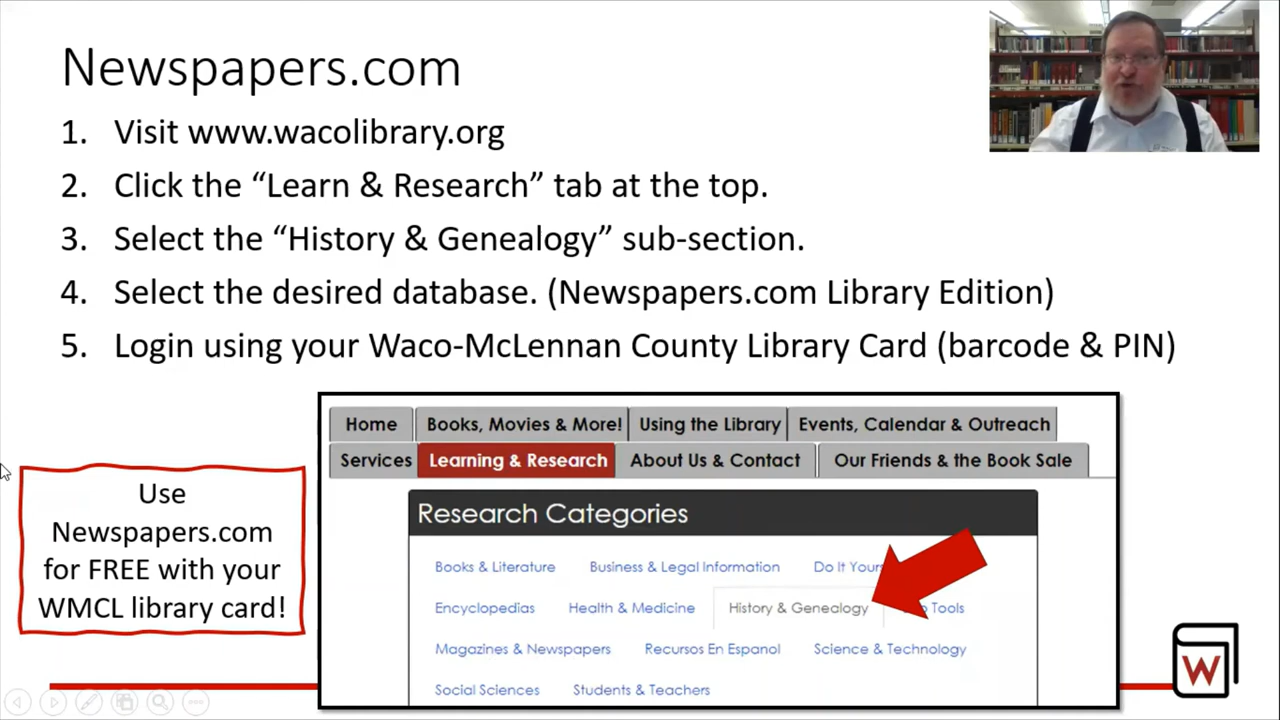 Newspapers.com
1. Visit www.wacolibrary.org
2. Click the “Learn & Research” tab at the top.
3. Select the “History & Genealogy” sub-section.
4. Select the desired database. (Newspapers.com Library Edition)
5. Login using your Waco-McLennan County Library Card (barcode & PIN)
Use
Newspapers.com
for FREE with your
WMCL library card!
Home Books, Movies & More! Using the Library Events, Calendar & Outreach
Services Learning & Research About Us & Contact Our Friends & the Book Sale
Research Categories
Books & Literature Business & Legal Information Do It Yours
Encyclopedias Health & Medicine History & Genealogy Tools
Magazines & Newspapers Recursos En Espanol Science & Technology
Social Sciences Students & Teachers
W